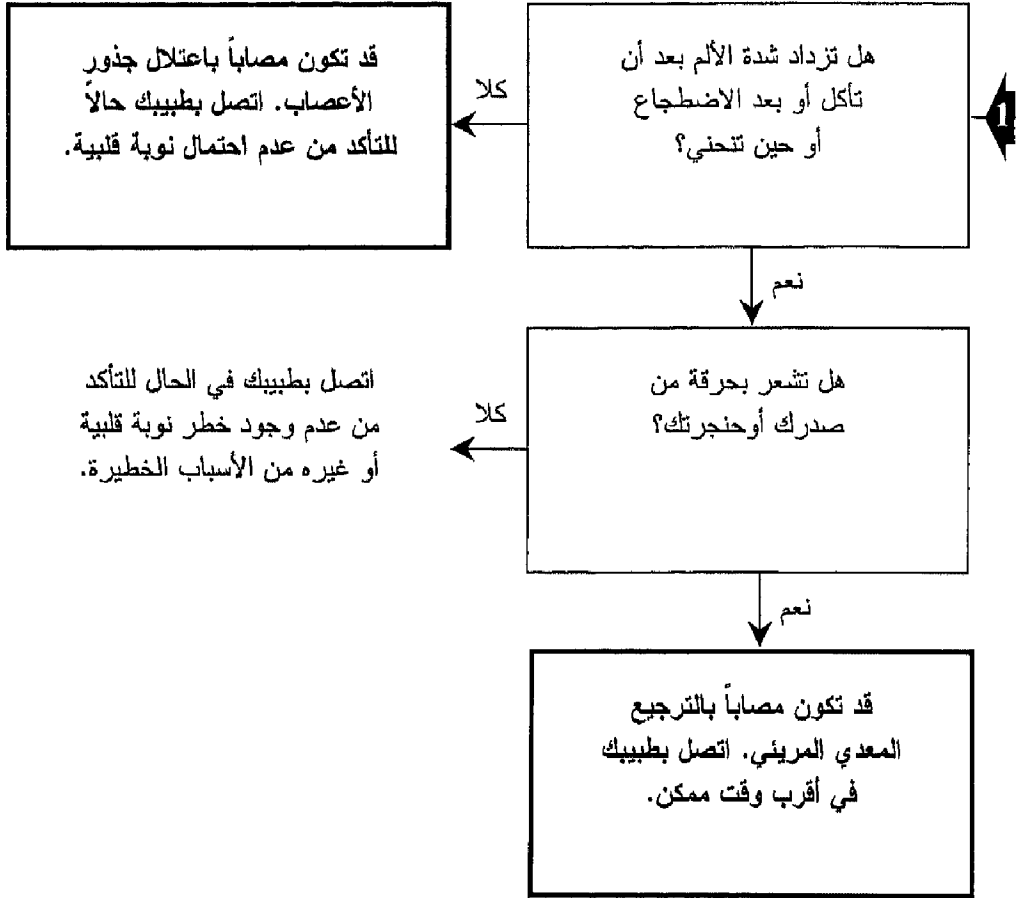 1
هل تزداد شدة الألم بعد أن
تأكل أو بعد الاضطجاع
أو حين تنحني؟
كلا
قد تكون مصاباً باعتلال جذور
الأعصاب. اتصل بطبيبك حالاً
للتأكد من عدم احتمال نوبة قلبية.
نعم
هل تشعر بحرقة من
صدرك أوحنجرتك؟
كلا
اتصل بطبيبك في الحال للتأكد
من عدم وجود خطر نوبة قلبية
أو غيره من الأسباب الخطيرة.
نعم
قد تكون مصاباً بالترجيع
المعدي المريئي. اتصل بطبيبك
في أقرب وقت ممكن.